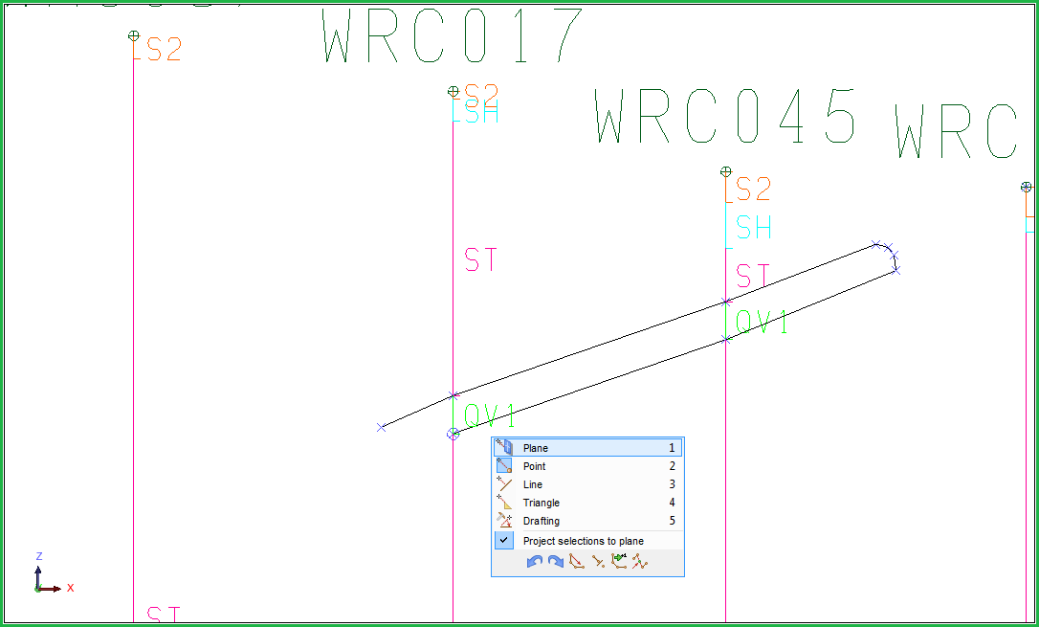 WRC017
S2
S2
SH
WRC045
WRC
S2
SH
ST
ST
QV1
QV1
Plane 1
Point 2
Line 3
Triangle 4
Drafting 5
Project selections to plane
Z
X
ST